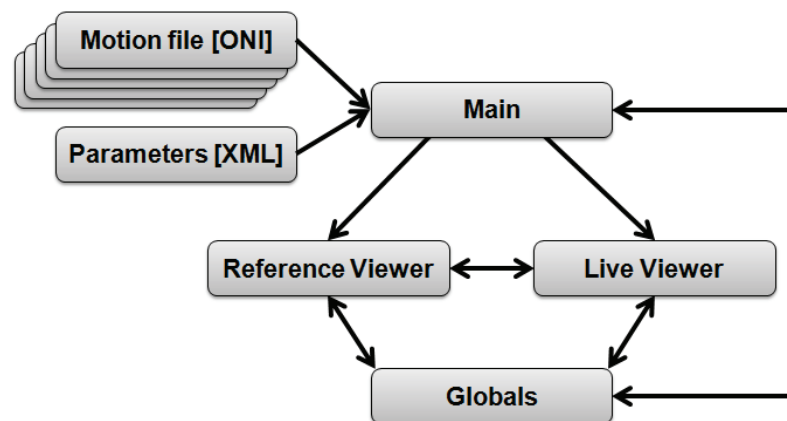 Motion file [ONI]
Main
Parameters [XML]
Reference Viewer
Live Viewer
Globals